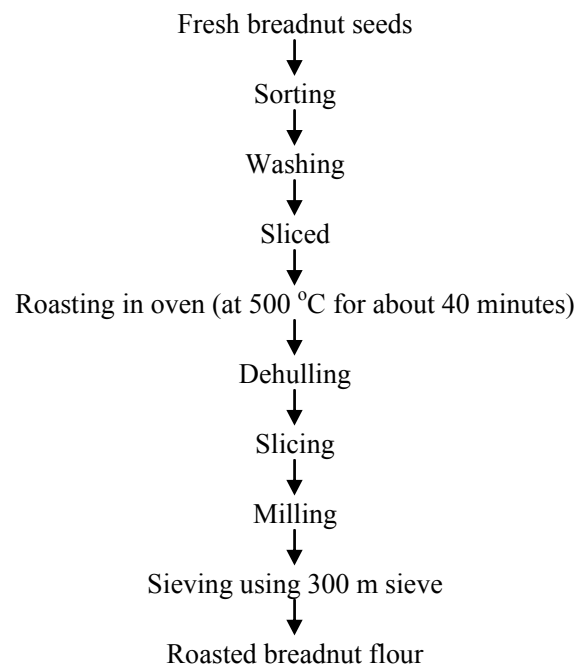 Fresh breadnut seeds
Sorting
Washing
Sliced
Roasting in oven (at 500 °C for about 40 minutes)
Dehulling
Slicing
Milling
Sieving using 300 m sieve
Roasted breadnut flour